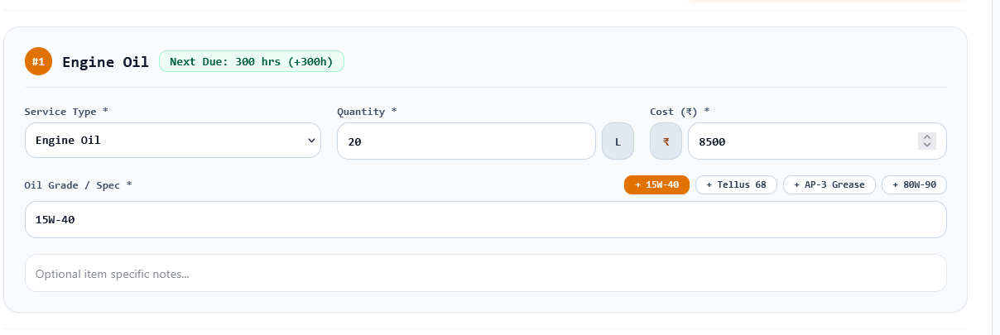 #1 Engine Oil Next Due: 300 hrs (+300h)
Service Type * Quantity * Cost (₹) *
Engine Oil 20 L ₹ 8500
Oil Grade / Spec * + 15W-40 + Tellus 68 + AP-3 Grease + 80W-90
15W-40
Optional item specific notes...